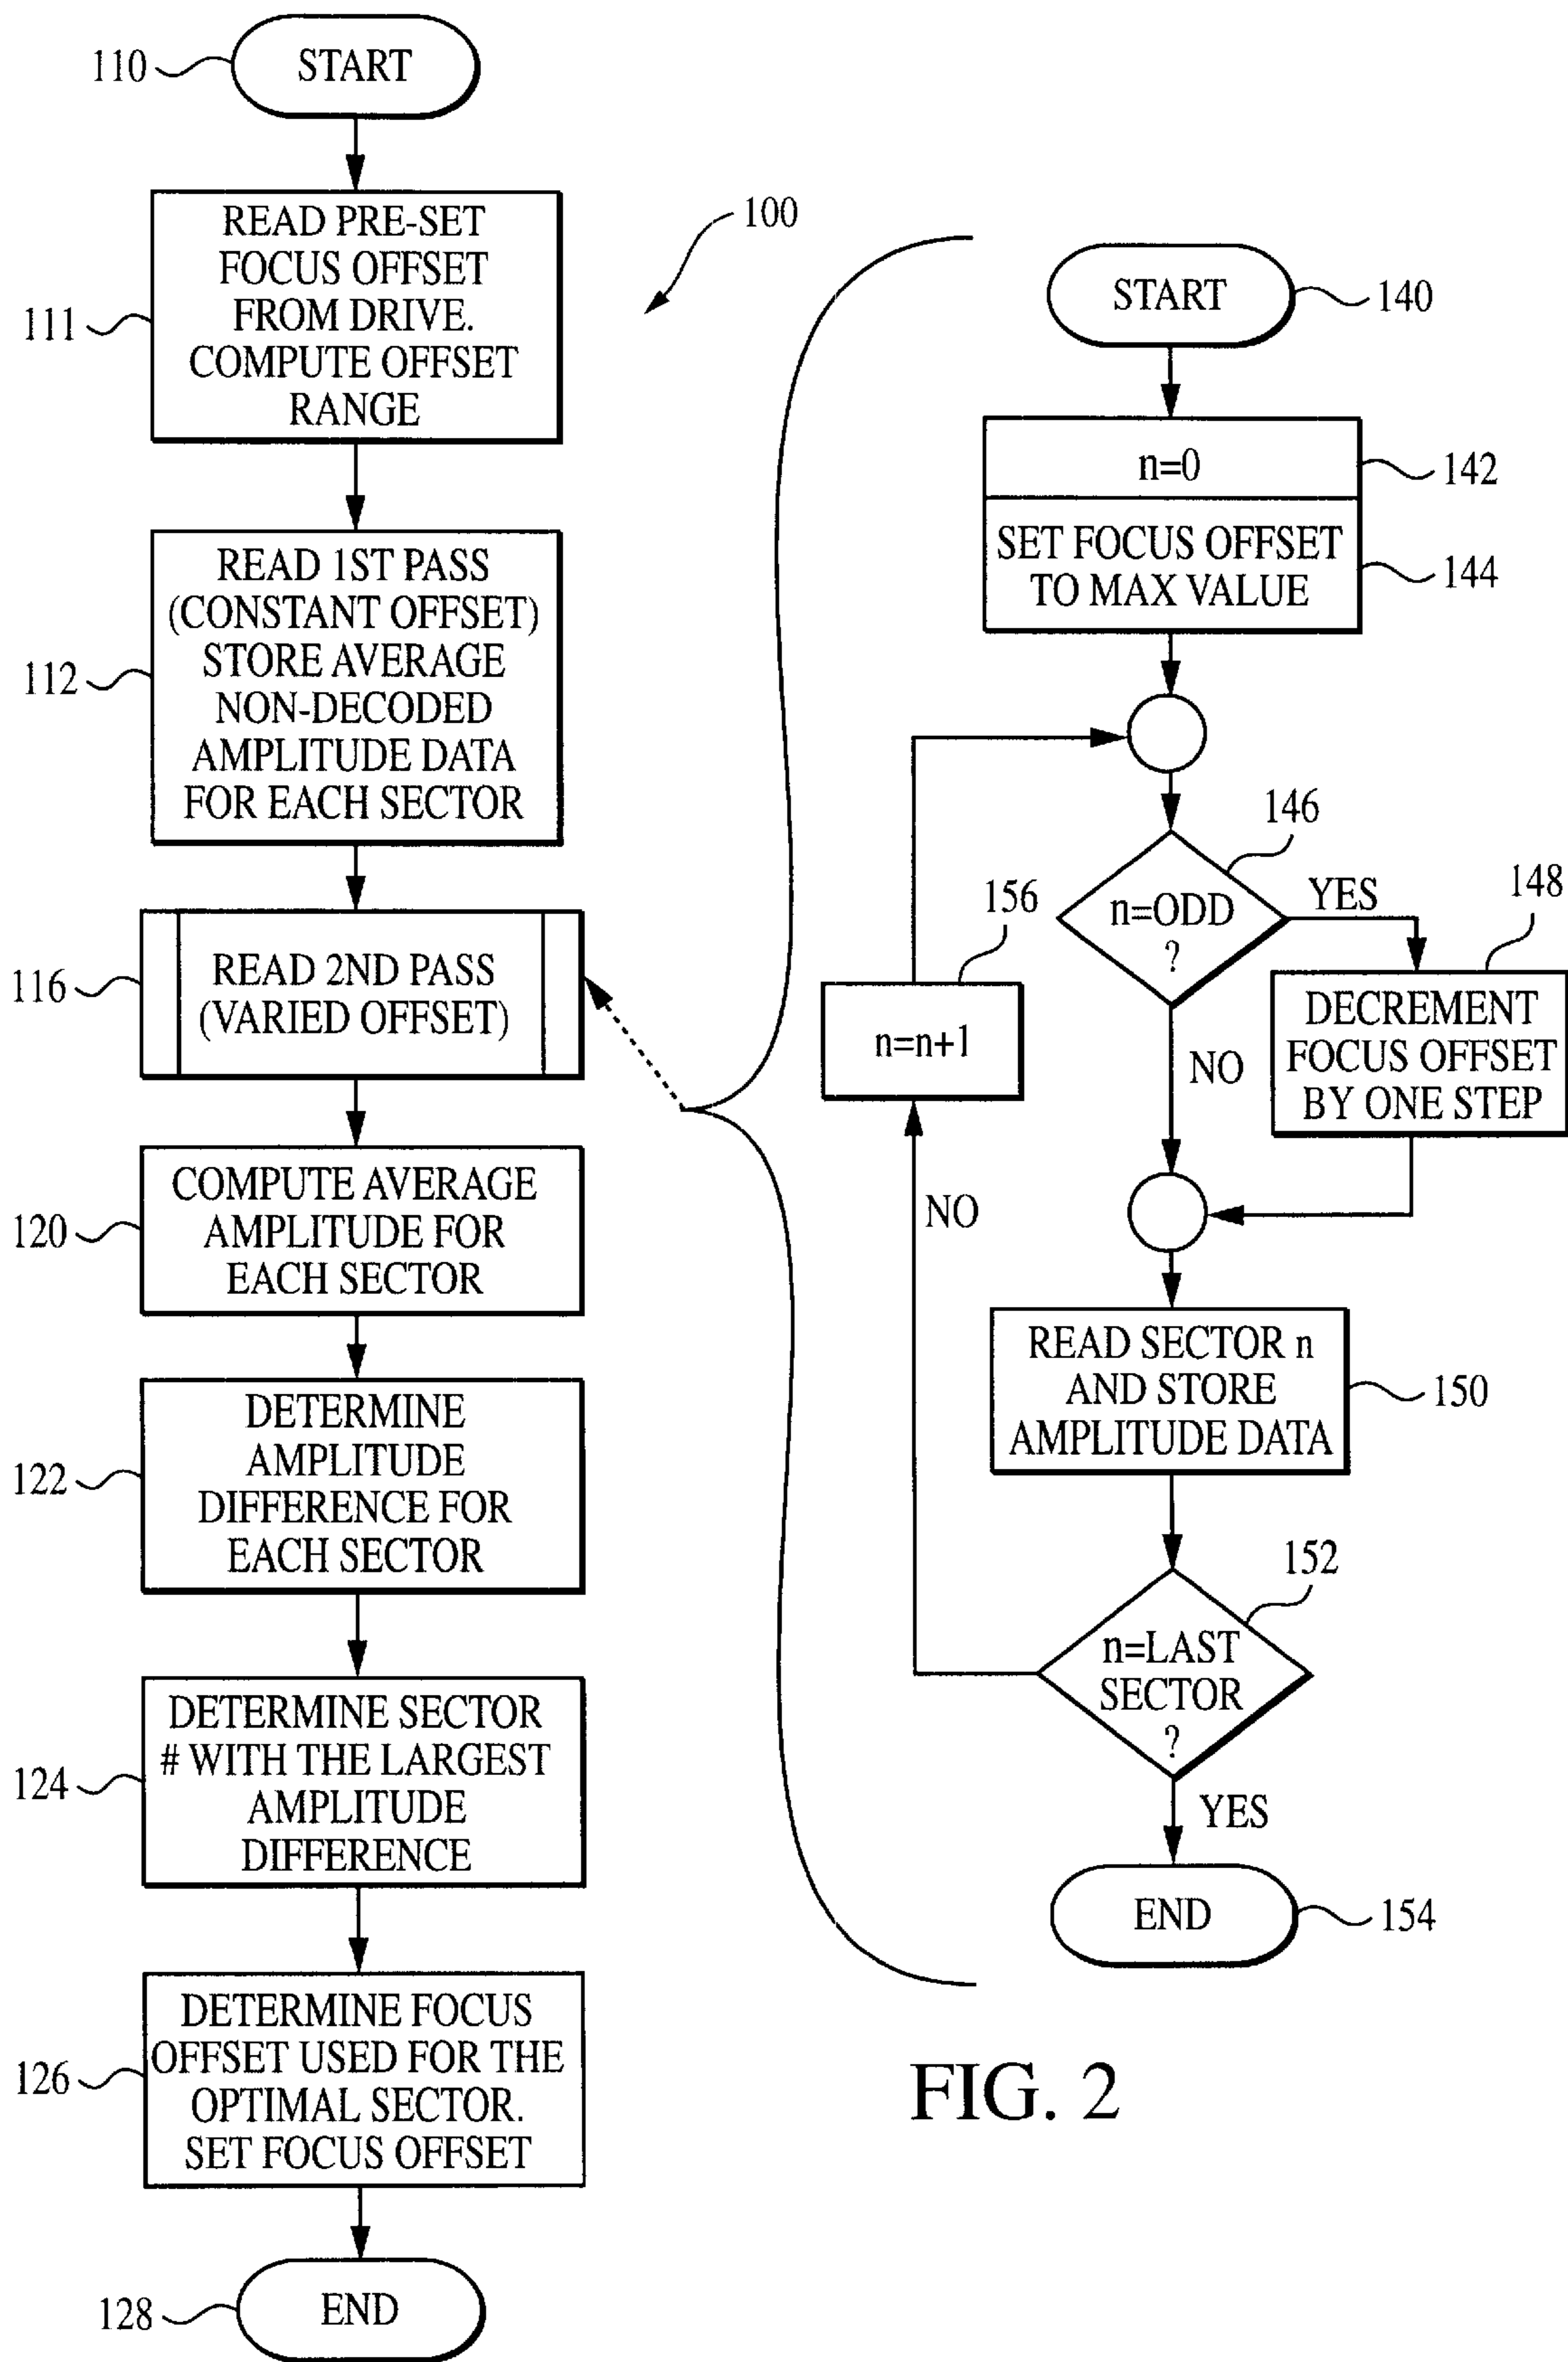 110
START
100
READ PRE-SET
FOCUS OFFSET
FROM DRIVE.
COMPUTE OFFSET
RANGE
111
READ 1ST PASS
(CONSTANT OFFSET)
STORE AVERAGE
NON-DECODED
AMPLITUDE DATA
FOR EACH SECTOR
112
READ 2ND PASS
(VARIED OFFSET)
116
COMPUTE AVERAGE
AMPLITUDE FOR
EACH SECTOR
120
DETERMINE
AMPLITUDE
DIFFERENCE FOR
EACH SECTOR
122
DETERMINE SECTOR
# WITH THE LARGEST
AMPLITUDE
DIFFERENCE
124
DETERMINE FOCUS
OFFSET USED FOR THE
OPTIMAL SECTOR.
SET FOCUS OFFSET
126
END
128
START
140
n=0
142
SET FOCUS OFFSET
TO MAX VALUE
144
146
n=ODD
?
YES
148
DECREMENT
FOCUS OFFSET
BY ONE STEP
NO
156
n=n+1
NO
READ SECTOR n
AND STORE
AMPLITUDE DATA
150
152
n=LAST
SECTOR
?
YES
END
154
FIG. 2